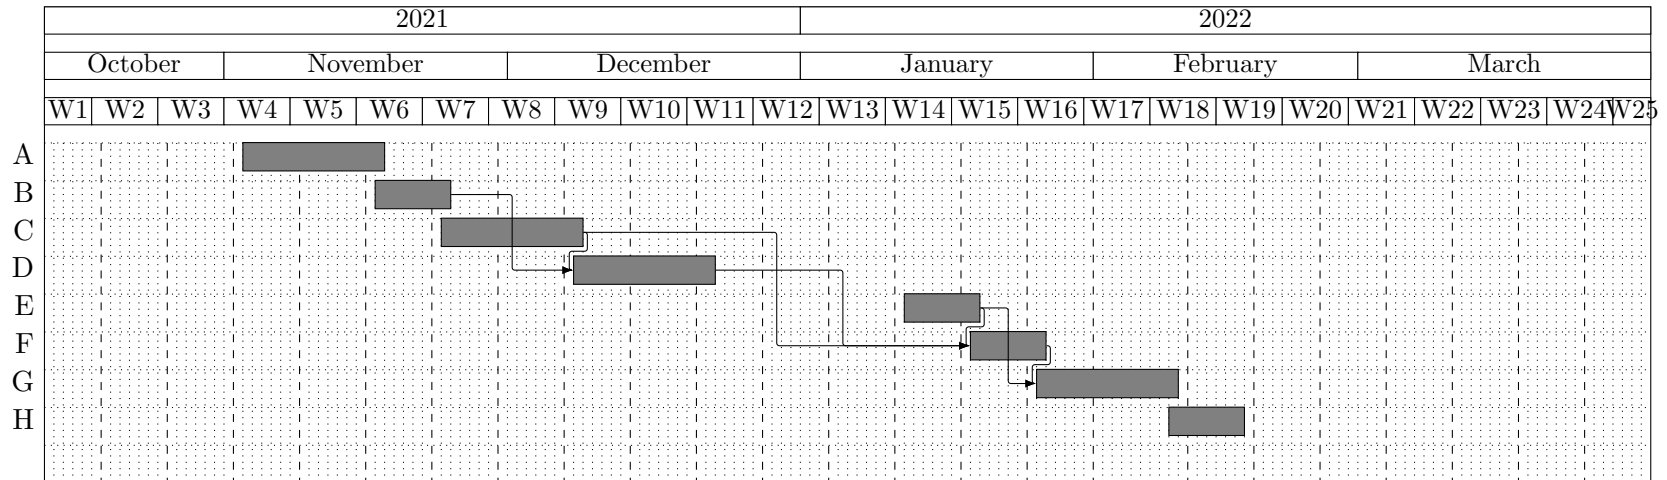 2021 2022
October November December January February March
W1 W2 W3 W4 W5 W6 W7 W8 W9 W10 W11 W12 W13 W14 W15 W16 W17 W18 W19 W20 W21 W22 W23 W24 W25
A
B
C
D
E
F
G
H